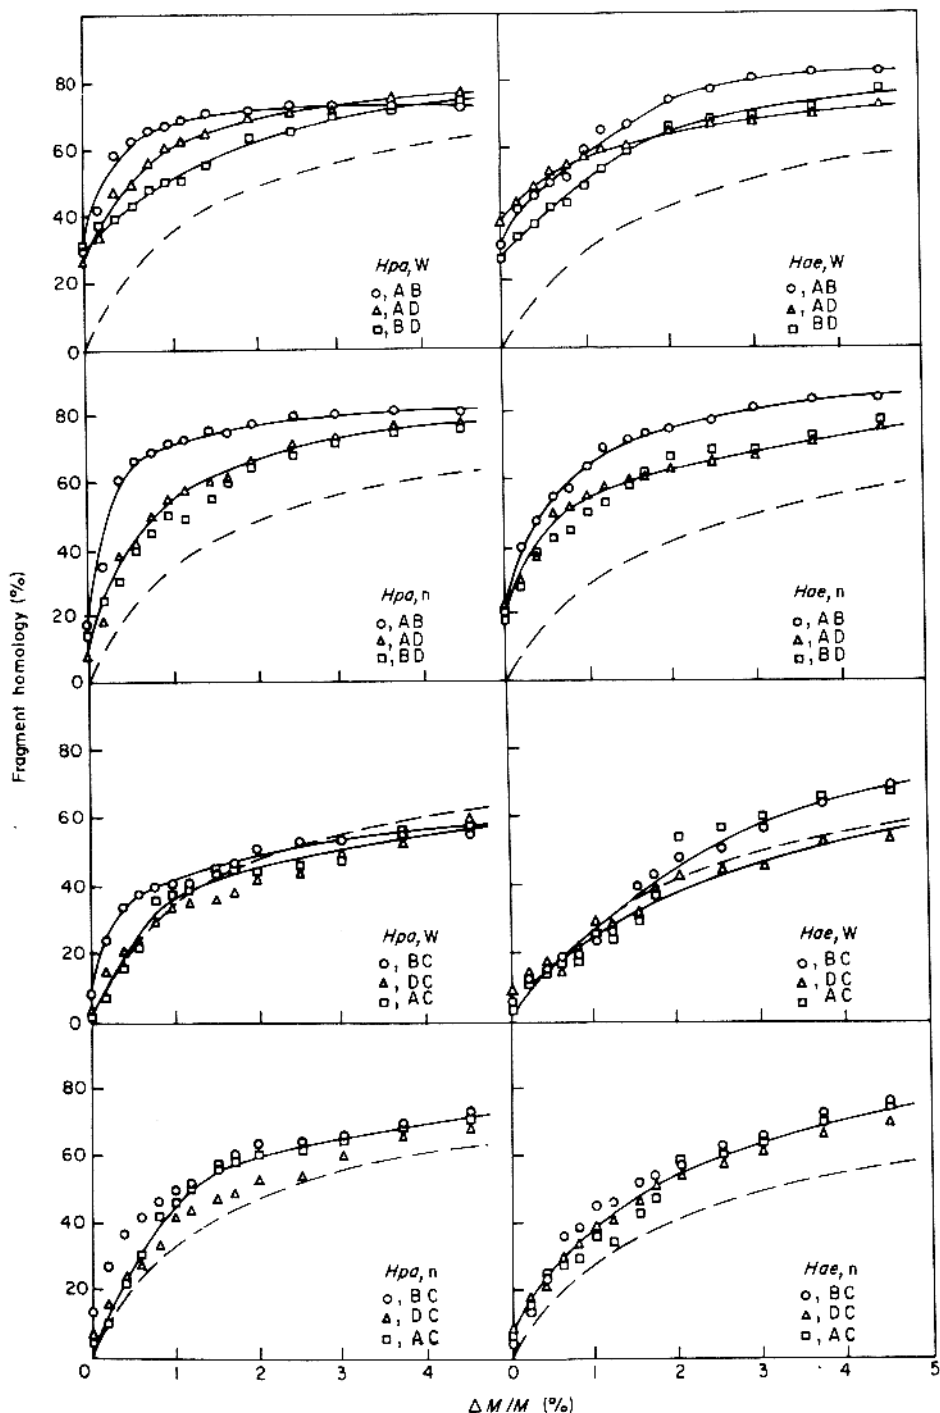 80
60
40
20
0
Hpa, W
○, AB
△, AD
□, BD
Hae, W
○, AB
△, AD
□ BD
80
60
40
20
0
Hpa, n
○, AB
△, AD
□, BD
Hae, n
○, AB
△, AD
□, BD
Fragment homology (%)
80
60
40
20
0
Hpa, W
○, BC
△, DC
□, AC
Hae, W
○, BC
△, DC
□, AC
80
60
40
20
Hpa, n
○, BC
△, DC
□, AC
Hae, n
○, BC
△, DC
□, AC
0 1 2 3 4 0 1 2 3 4 5
ΔM/M (%)